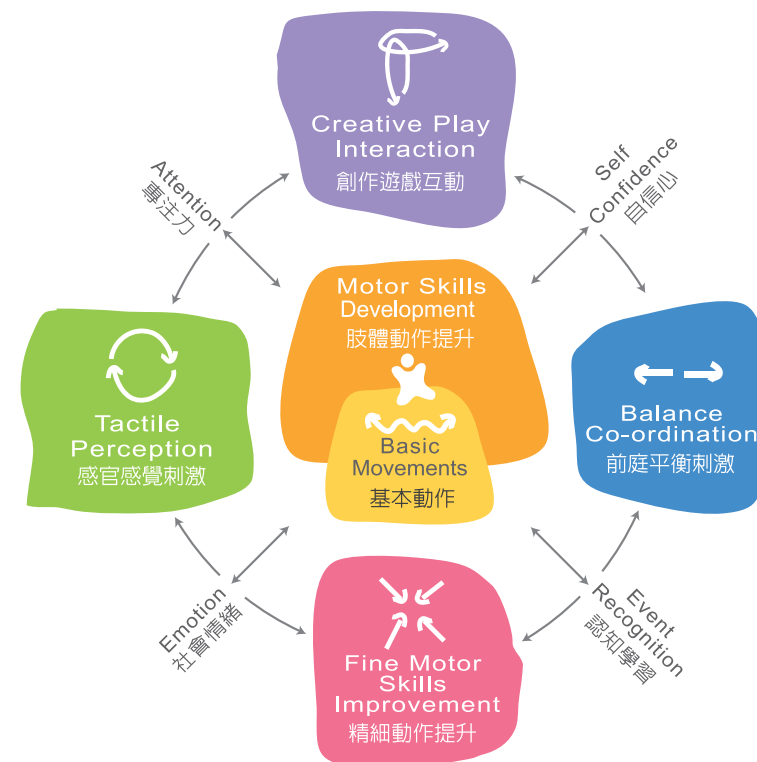 Creative Play
Interaction
創作遊戲互動
Attention
專注力
Self
Confidence
自信心
Motor Skills
Development
肢體動作提升
Tactile
Perception
感官感覺刺激
Basic
Movements
基本動作
Balance
Co-ordination
前庭平衡刺激
Emotion
社會情緒
Event
Recognition
認知學習
Fine Motor
Skills
Improvement
精細動作提升